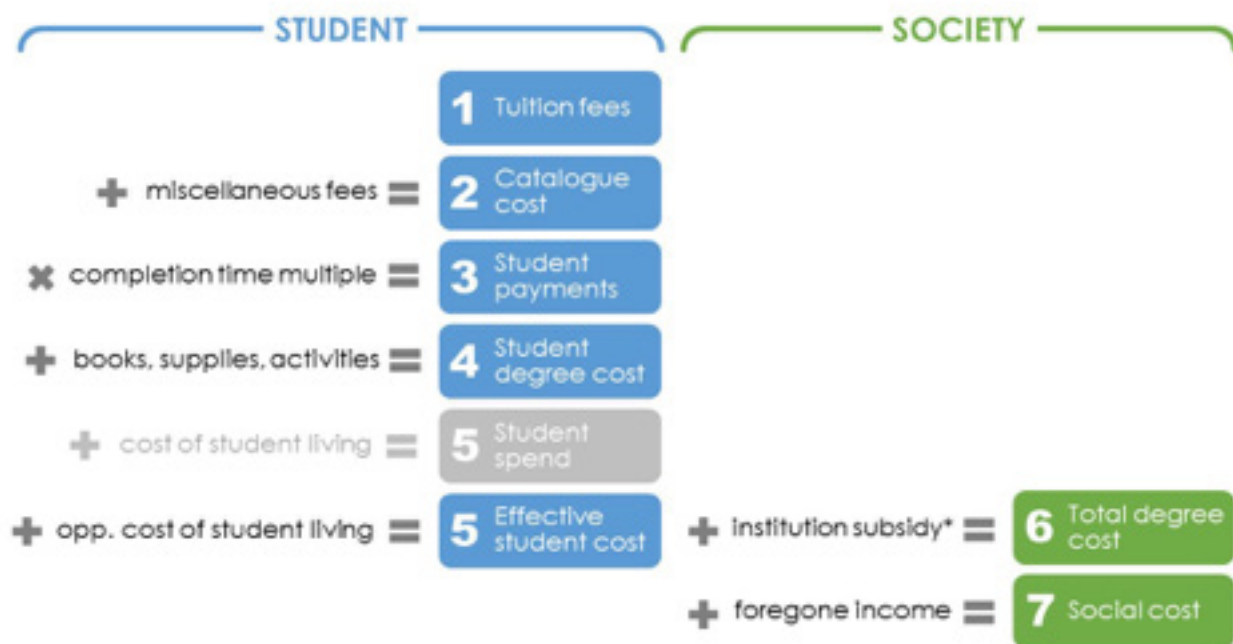 STUDENT
SOCIETY
1 Tuition fees
+ miscellaneous fees =
2 Catalogue
cost
× completion time multiple =
3 Student
payments
+ books, supplies, activities =
4 Student
degree cost
+ cost of student living =
5 Student
spend
+ opp. cost of student living =
5 Effective
student cost
+ institution subsidy* =
6 Total degree
cost
+ foregone income =
7 Social cost